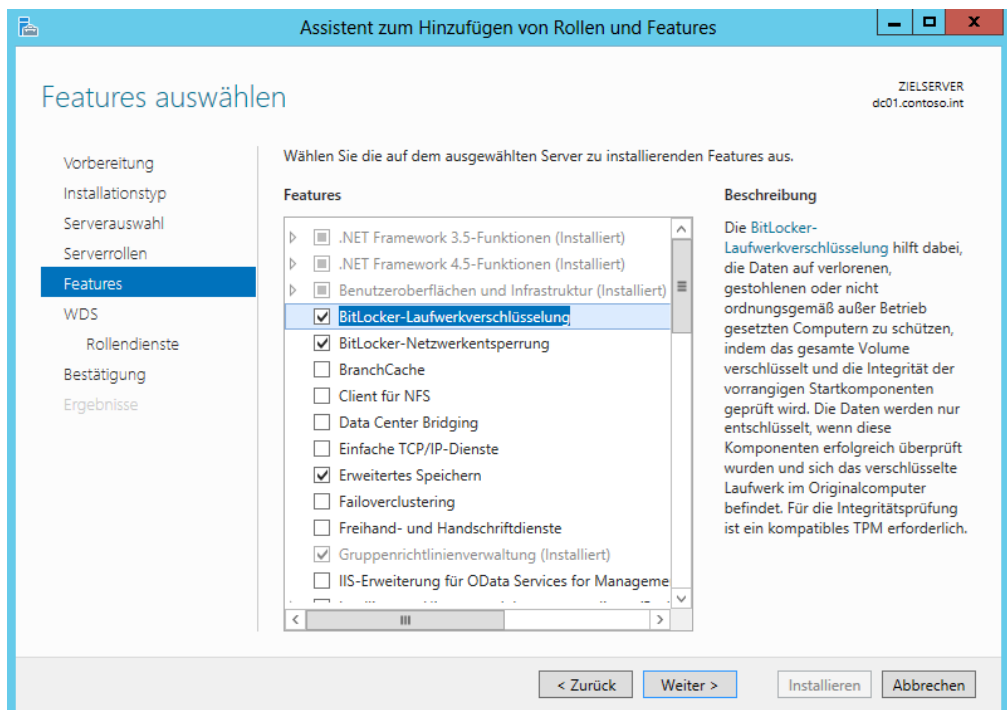 Assistent zum Hinzufügen von Rollen und Features
Features auswählen
ZIELSERVER
dc01.contoso.int
Vorbereitung
Installationstyp
Serverauswahl
Serverrollen
Features
WDS
Rollendienste
Bestätigung
Ergebnisse
Wählen Sie die auf dem ausgewählten Server zu installierenden Features aus.
Features
.NET Framework 3.5-Funktionen (Installiert)
.NET Framework 4.5-Funktionen (Installiert)
Benutzeroberflächen und Infrastruktur (Installiert)
BitLocker-Laufwerkverschlüsselung
BitLocker-Netzwerkentsperrung
BranchCache
Client für NFS
Data Center Bridging
Einfache TCP/IP-Dienste
Erweitertes Speichern
Failoverclustering
Freihand- und Handschriftdienste
Gruppenrichtlinienverwaltung (Installiert)
IIS-Erweiterung für OData Services for Manageme
Beschreibung
Die BitLocker-
Laufwerkverschlüsselung hilft dabei,
die Daten auf verlorenen,
gestohlenen oder nicht
ordnungsgemäß außer Betrieb
gesetzten Computern zu schützen,
indem das gesamte Volume
verschlüsselt und die Integrität der
vorrangigen Startkomponenten
geprüft wird. Die Daten werden nur
entschlüsselt, wenn diese
Komponenten erfolgreich überprüft
wurden und sich das verschlüsselte
Laufwerk im Originalcomputer
befindet. Für die Integritätsprüfung
ist ein kompatibles TPM erforderlich.
< Zurück
Weiter >
Installieren
Abbrechen